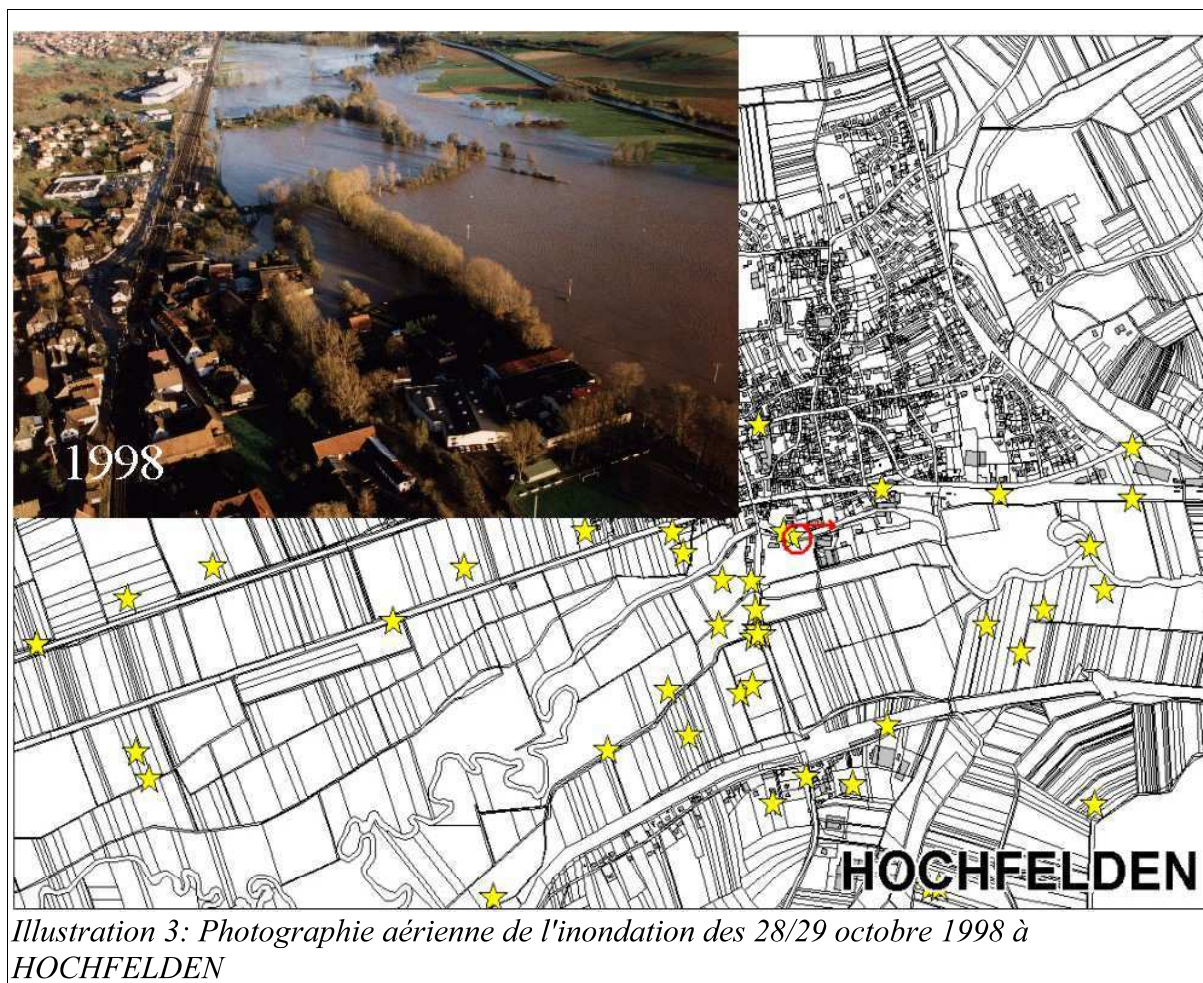 1998
HOCHFELDEN
Illustration 3: Photographie aérienne de l'inondation des 28/29 octobre 1998 à
HOCHFELDEN